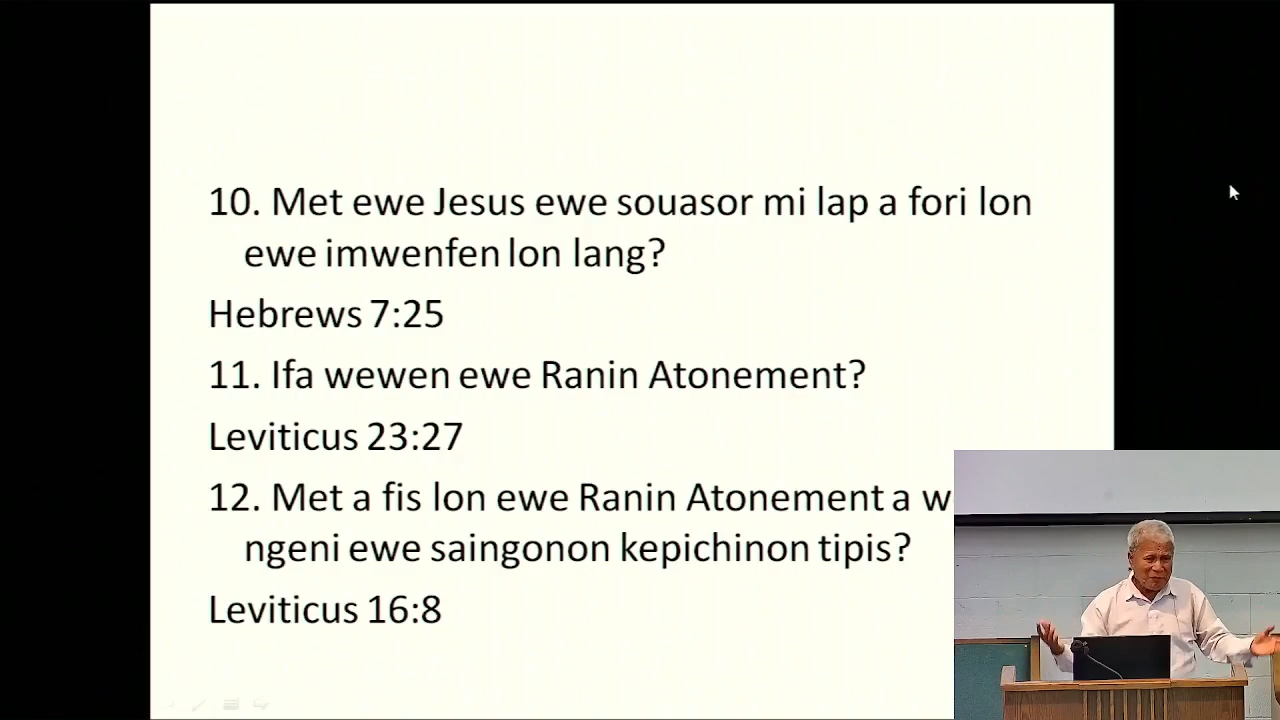 10. Met ewe Jesus ewe souasor mi lap a fori lon
ewe imwenfen lon lang?
Hebrews 7:25
11. Ifa wewen ewe Ranin Atonement?
Leviticus 23:27
12. Met a fis lon ewe Ranin Atonement a
ngeni ewe saingonon kepichinon tipis?
Leviticus 16:8